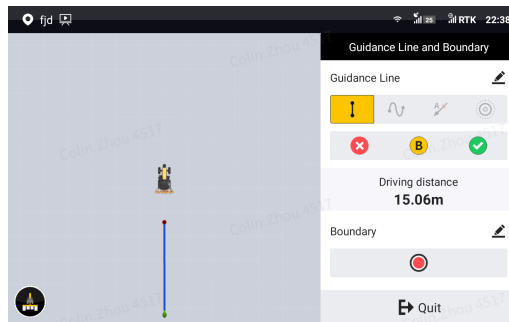 fjd
25
RTK 22:38
Guidance Line and Boundary
Guidance Line
A
B
Driving distance
15.06m
Boundary
Quit
Colin.Zhou 4517
Colin.Zhou 4517
Colin.Zhou 4517
Colin.Zhou 4517